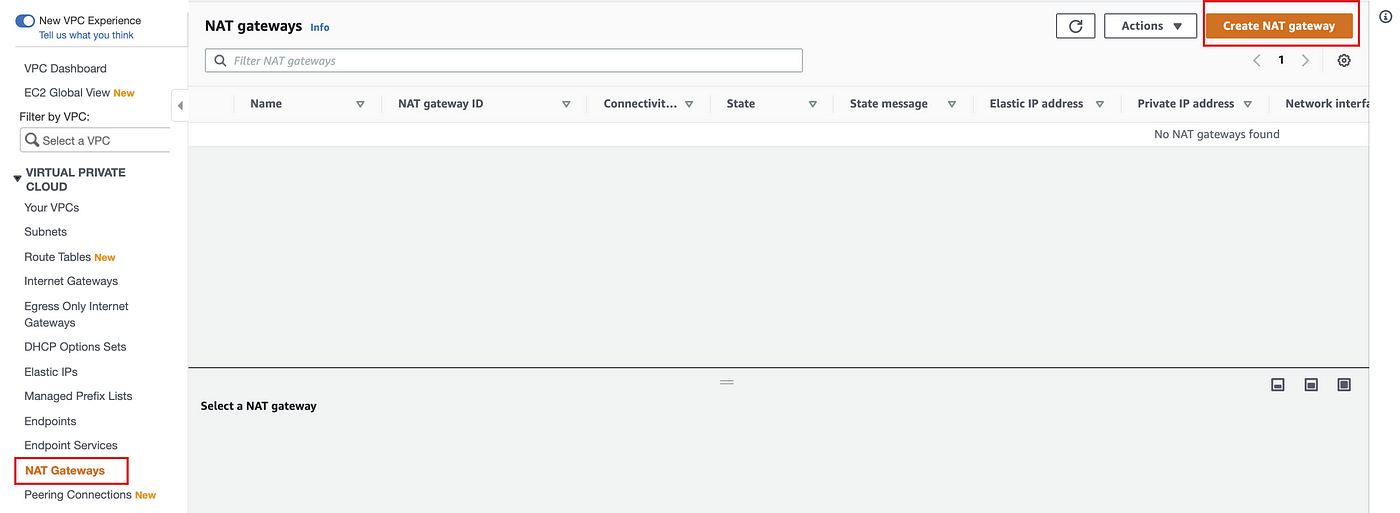 New VPC Experience
Tell us what you think
VPC Dashboard
EC2 Global View New
Filter by VPC:
Select a VPC
VIRTUAL PRIVATE
CLOUD
Your VPCs
Subnets
Route Tables New
Internet Gateways
Egress Only Internet
Gateways
DHCP Options Sets
Elastic IPs
Managed Prefix Lists
Endpoints
Endpoint Services
NAT Gateways
Peering Connections New
NAT gateways Info
Actions
Create NAT gateway
Filter NAT gateways
1
Name NAT gateway ID Connectivit... State State message Elastic IP address Private IP address Network interfa
No NAT gateways found
Select a NAT gateway